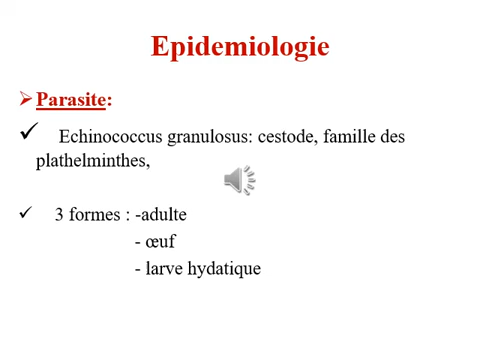 Epidemiologie
➢Parasite:
✓ Echinococcus granulosus: cestode, famille des
plathelminthes,
✓ 3 formes : -adulte
- œuf
- larve hydatique